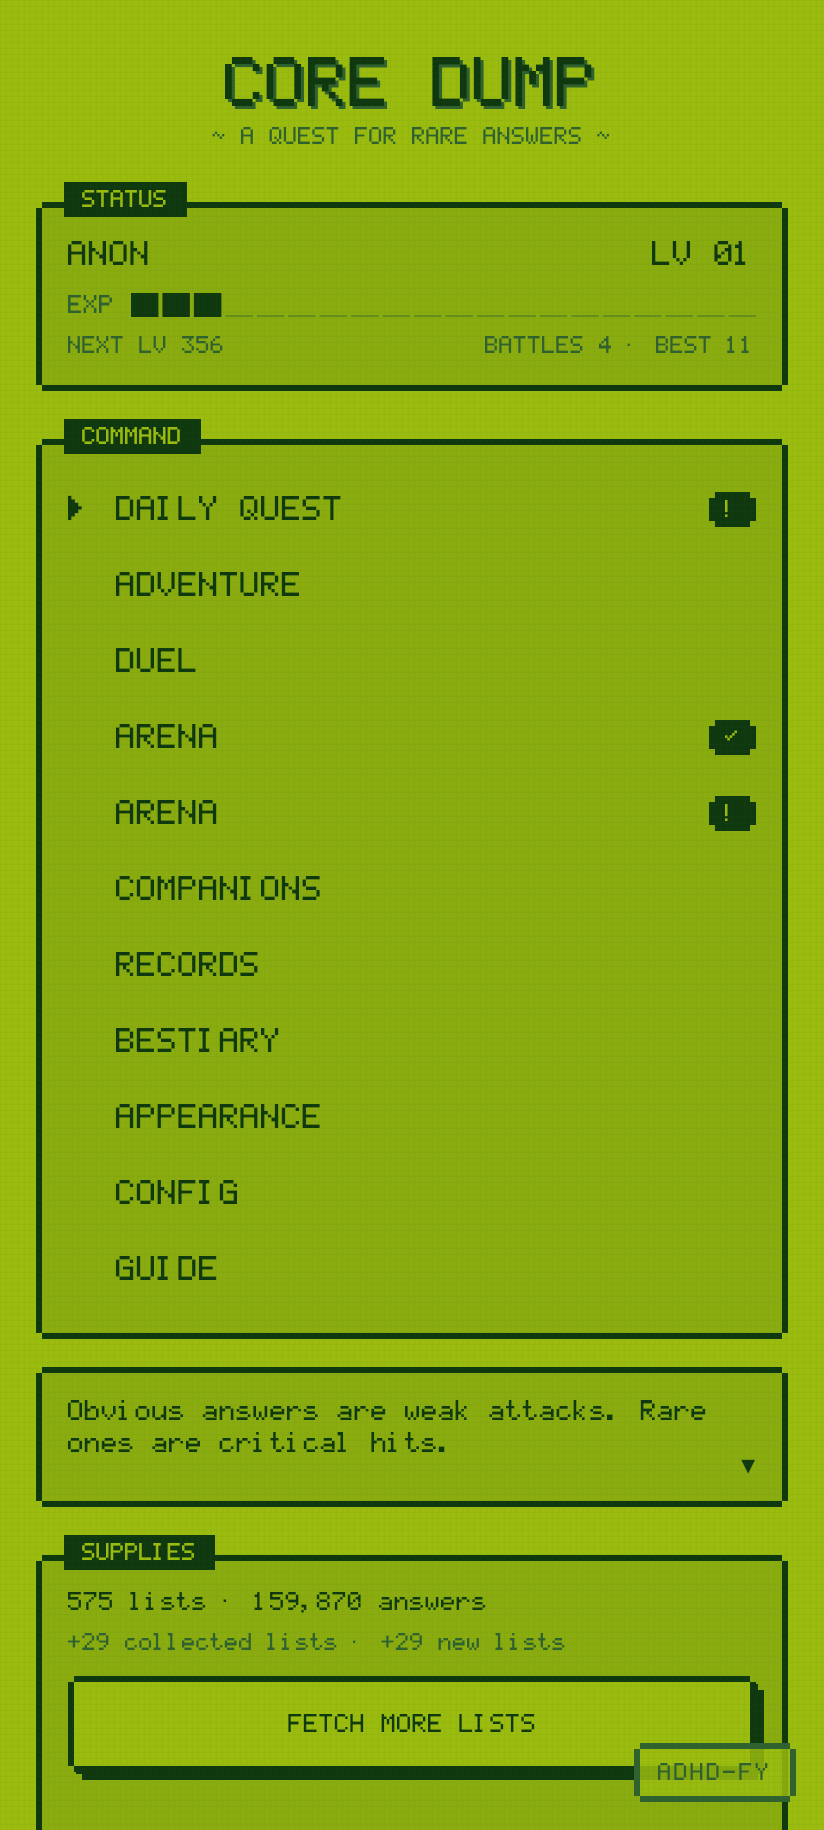 CORE DUMP
~ A QUEST FOR RARE ANSWERS ~
STATUS
ANON LV 01
EXP
NEXT LV 356 BATTLES 4 · BEST 11
COMMAND
DAILY QUEST !
ADVENTURE
DUEL
ARENA ✓
ARENA !
COMPANIONS
RECORDS
BESTIARY
APPEARANCE
CONFIG
GUIDE
Obvious answers are weak attacks. Rare
ones are critical hits.
SUPPLIES
575 lists · 159,870 answers
+29 collected lists · +29 new lists
FETCH MORE LISTS
ADHD-FY